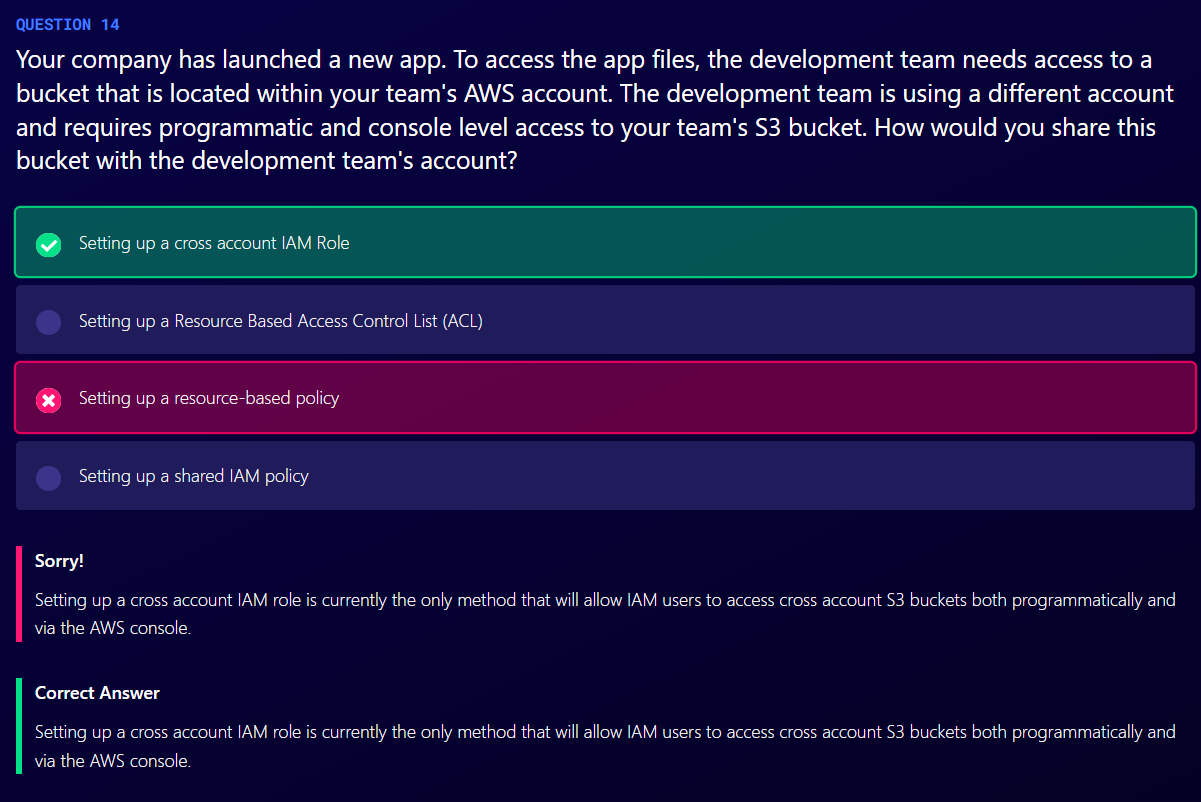 QUESTION 14
Your company has launched a new app. To access the app files, the development team needs access to a
bucket that is located within your team's AWS account. The development team is using a different account
and requires programmatic and console level access to your team's S3 bucket. How would you share this
bucket with the development team's account?
Setting up a cross account IAM Role
Setting up a Resource Based Access Control List (ACL)
Setting up a resource-based policy
Setting up a shared IAM policy
Sorry!
Setting up a cross account IAM role is currently the only method that will allow IAM users to access cross account S3 buckets both programmatically and
via the AWS console.
Correct Answer
Setting up a cross account IAM role is currently the only method that will allow IAM users to access cross account S3 buckets both programmatically and
via the AWS console.